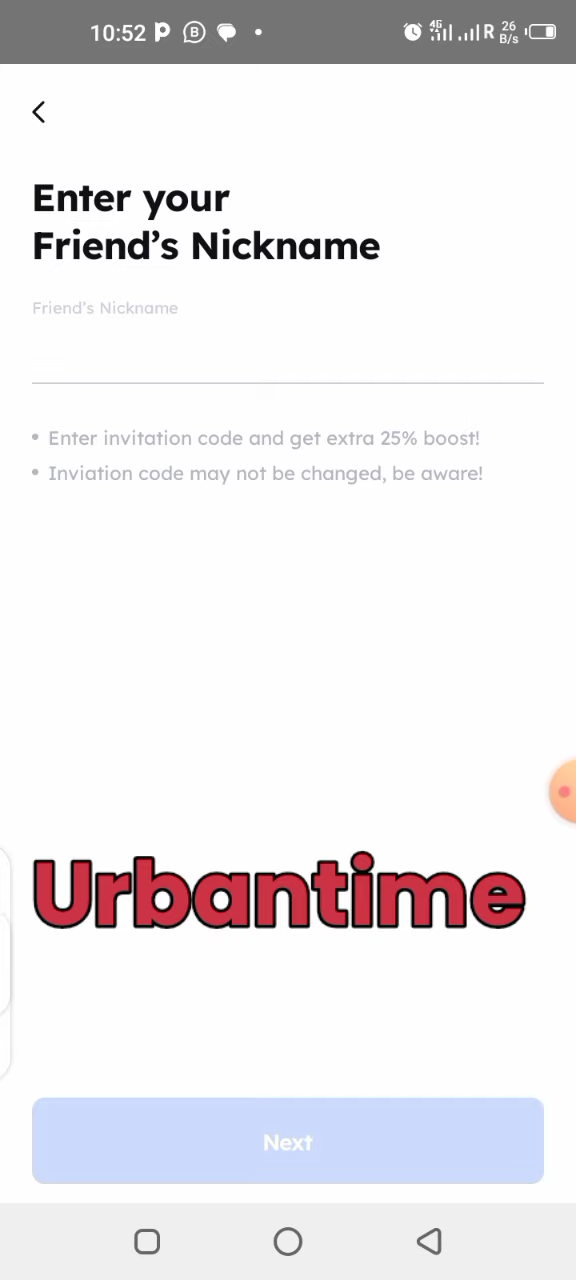 10:52
4G
R
26
B/s
Enter your
Friend’s Nickname
Friend’s Nickname
• Enter invitation code and get extra 25% boost!
• Inviation code may not be changed, be aware!
Urbantime
Next